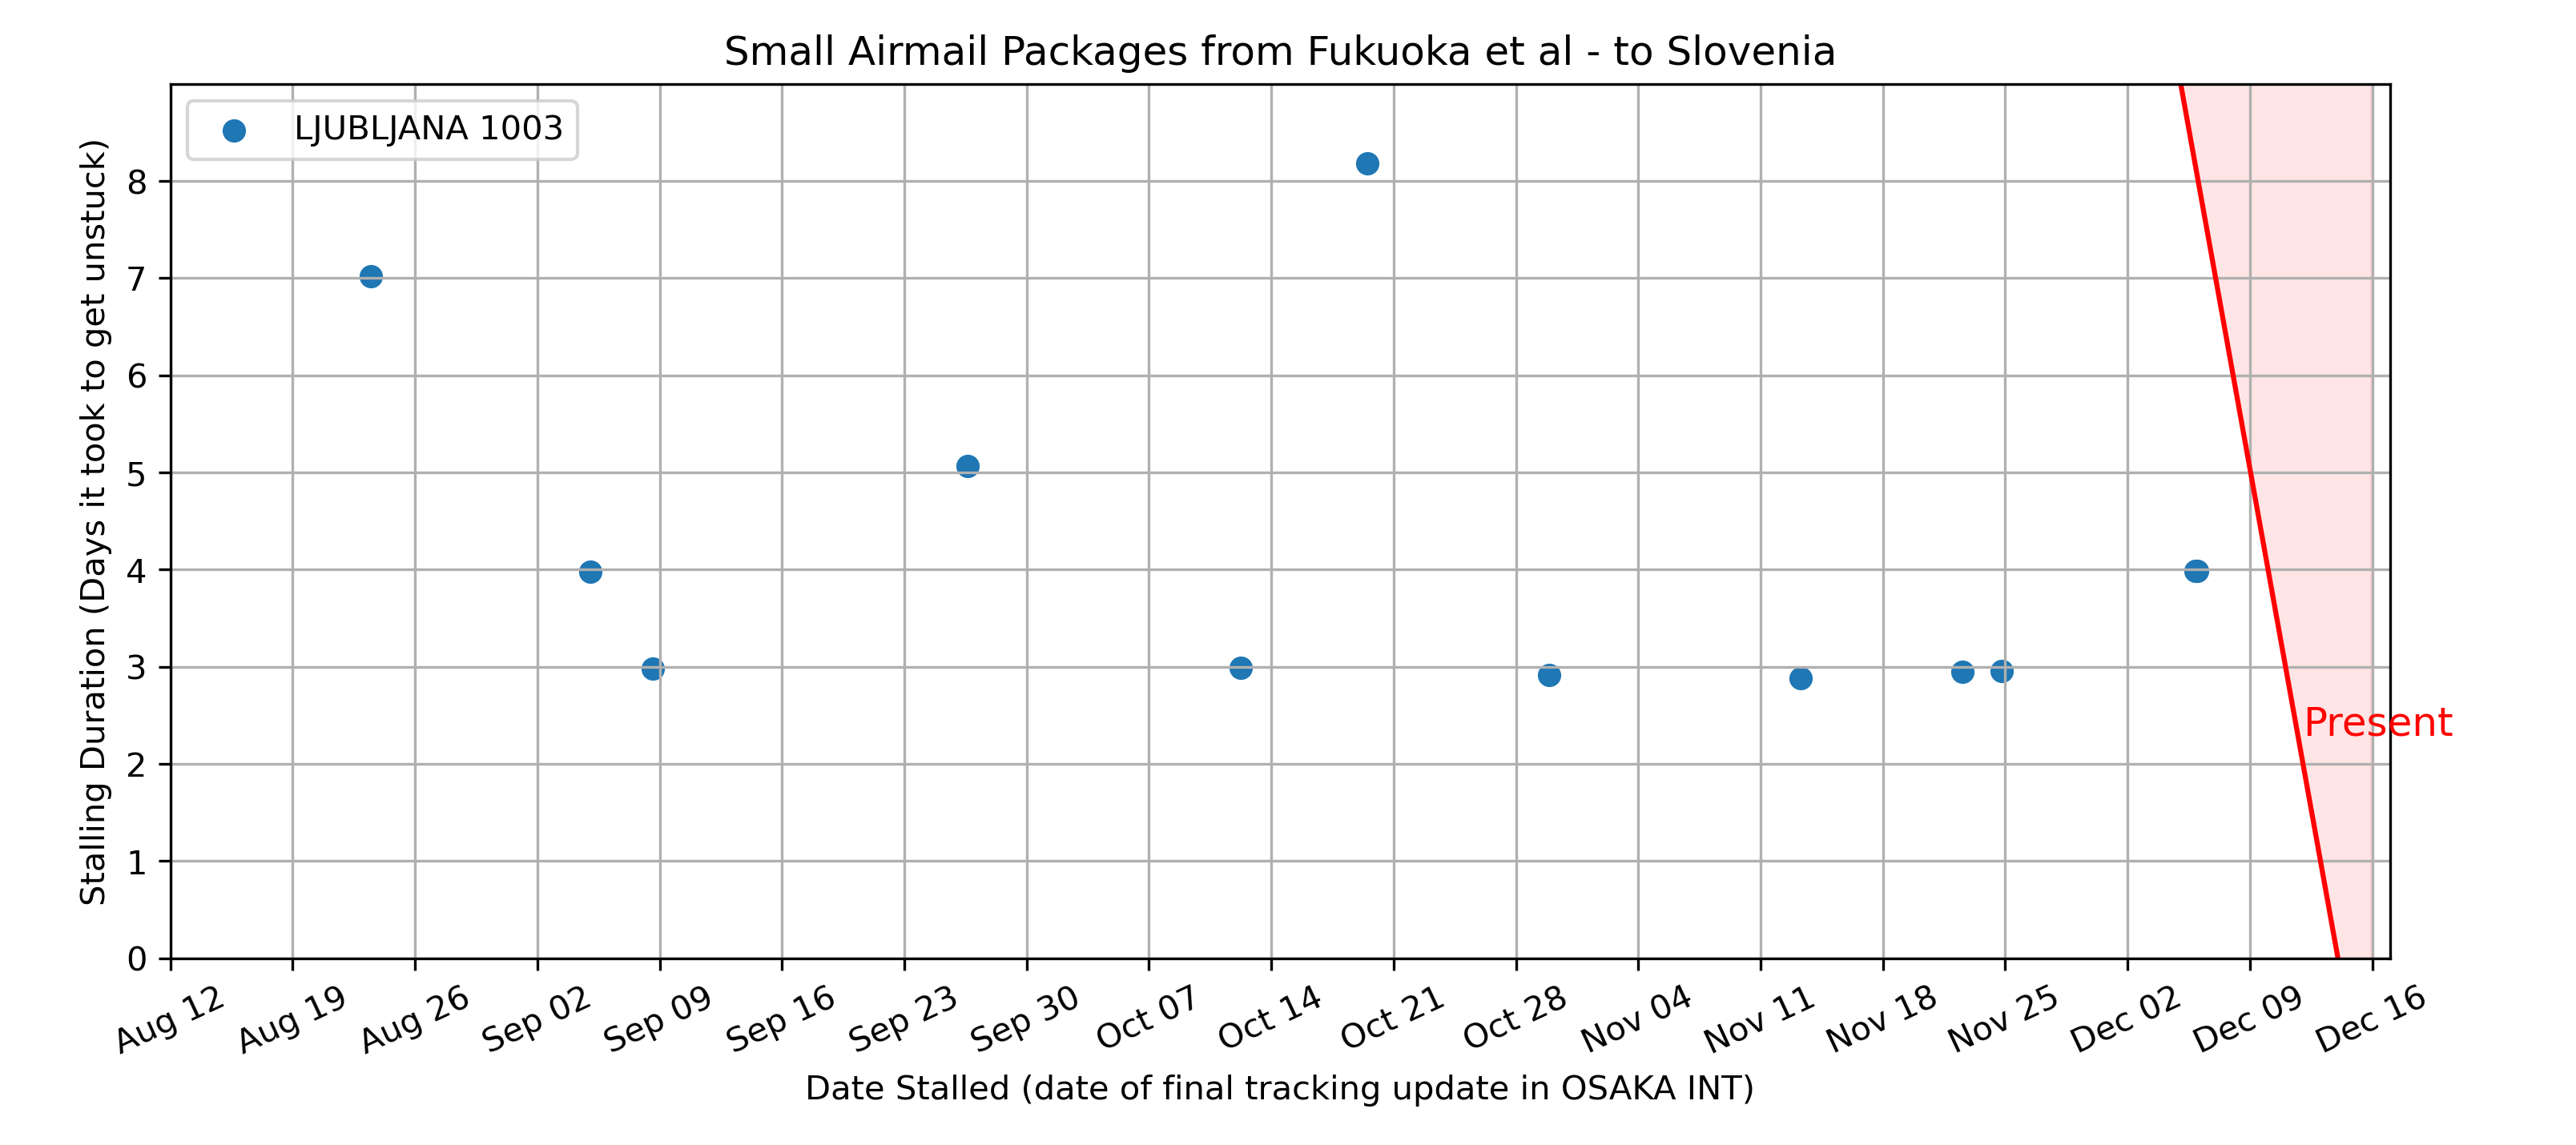 Small Airmail Packages from Fukuoka et al - to Slovenia
LJUBLJANA 1003
Stalling Duration (Days it took to get unstuck)
8
7
6
5
4
3
2
1
0
Present
Aug 12
Aug 19
Aug 26
Sep 02
Sep 09
Sep 16
Sep 23
Sep 30
Oct 07
Oct 14
Oct 21
Oct 28
Nov 04
Nov 11
Nov 18
Nov 25
Dec 02
Dec 09
Dec 16
Date Stalled (date of final tracking update in OSAKA INT)